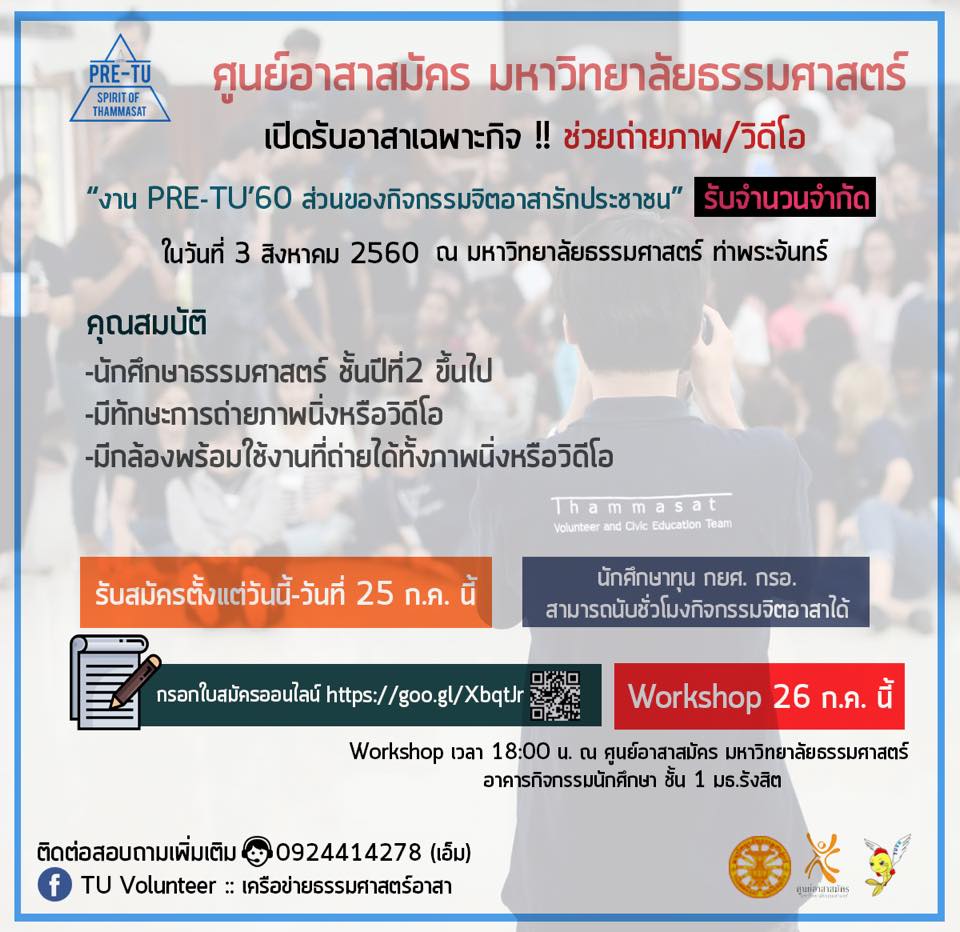 PRE-TU
SPIRIT OF
THAMMASAT
ศูนย์อาสาสมัคร มหาวิทยาลัยธรรมศาสตร์
เปิดรับอาสาเฉพาะกิจ !! ช่วยถ่ายภาพ/วิดีโอ
“งาน PRE-TU’60 ส่วนของกิจกรรมจิตอาสารักประชาชน” รับจำนวนจำกัด
ในวันที่ 3 สิงหาคม 2560 ณ มหาวิทยาลัยธรรมศาสตร์ ท่าพระจันทร์
คุณสมบัติ
-นักศึกษาธรรมศาสตร์ ชั้นปีที่2 ขึ้นไป
-มีทักษะการถ่ายภาพนิ่งหรือวิดีโอ
-มีกล้องพร้อมใช้งานที่ถ่ายได้ทั้งภาพนิ่งหรือวิดีโอ
Thammasat
Volunteer and Civic Education Team
รับสมัครตั้งแต่วันนี้-วันที่ 25 ก.ค. นี้
นักศึกษาทุน กยศ. กรอ.
สามารถนับชั่วโมงกิจกรรมจิตอาสาได้
กรอกใบสมัครออนไลน์ https://goo.gl/XbqtJr
Workshop 26 ก.ค. นี้
Workshop เวลา 18:00 น. ณ ศูนย์อาสาสมัคร มหาวิทยาลัยธรรมศาสตร์
อาคารกิจกรรมนักศึกษา ชั้น 1 มธ.รังสิต
ติดต่อสอบถามเพิ่มเติม 0924414278 (เอ็ม)
TU Volunteer :: เครือข่ายธรรมศาสตร์อาสา
ศูนย์อาสาสมัคร